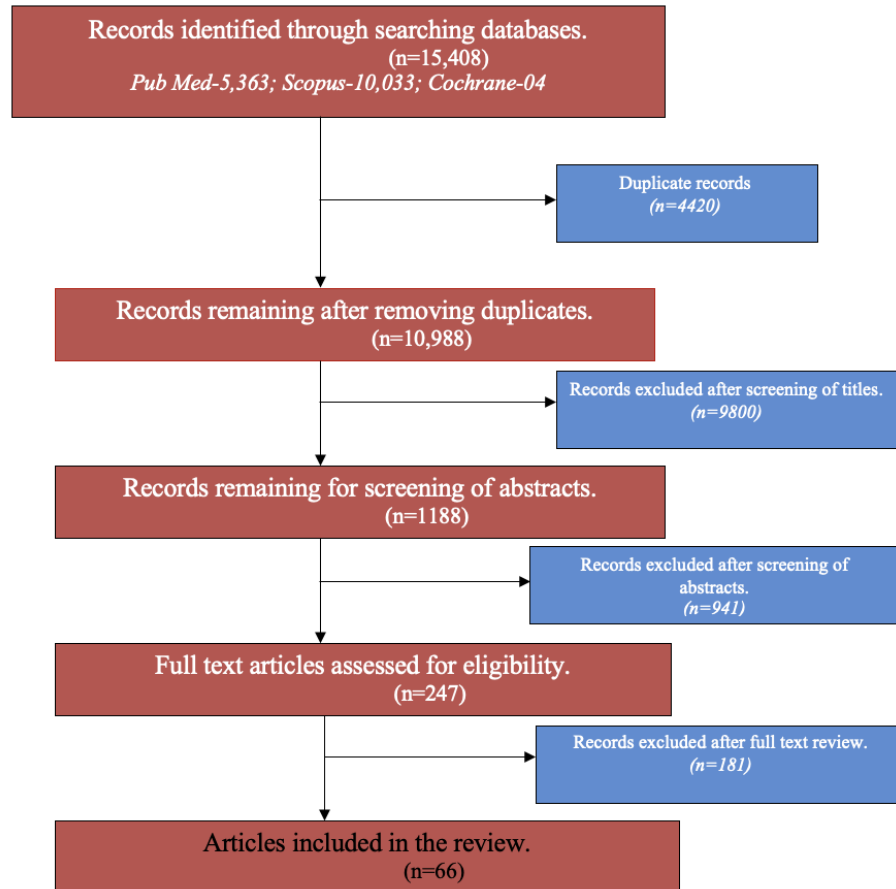 Records identified through searching databases.
(n=15,408)
Pub Med-5,363; Scopus-10,033; Cochrane-04
Duplicate records
(n=4420)
Records remaining after removing duplicates.
(n=10,988)
Records excluded after screening of titles.
(n=9800)
Records remaining for screening of abstracts.
(n=1188)
Records excluded after screening of
abstracts.
(n=941)
Full text articles assessed for eligibility.
(n=247)
Records excluded after full text review.
(n=181)
Articles included in the review.
(n=66)